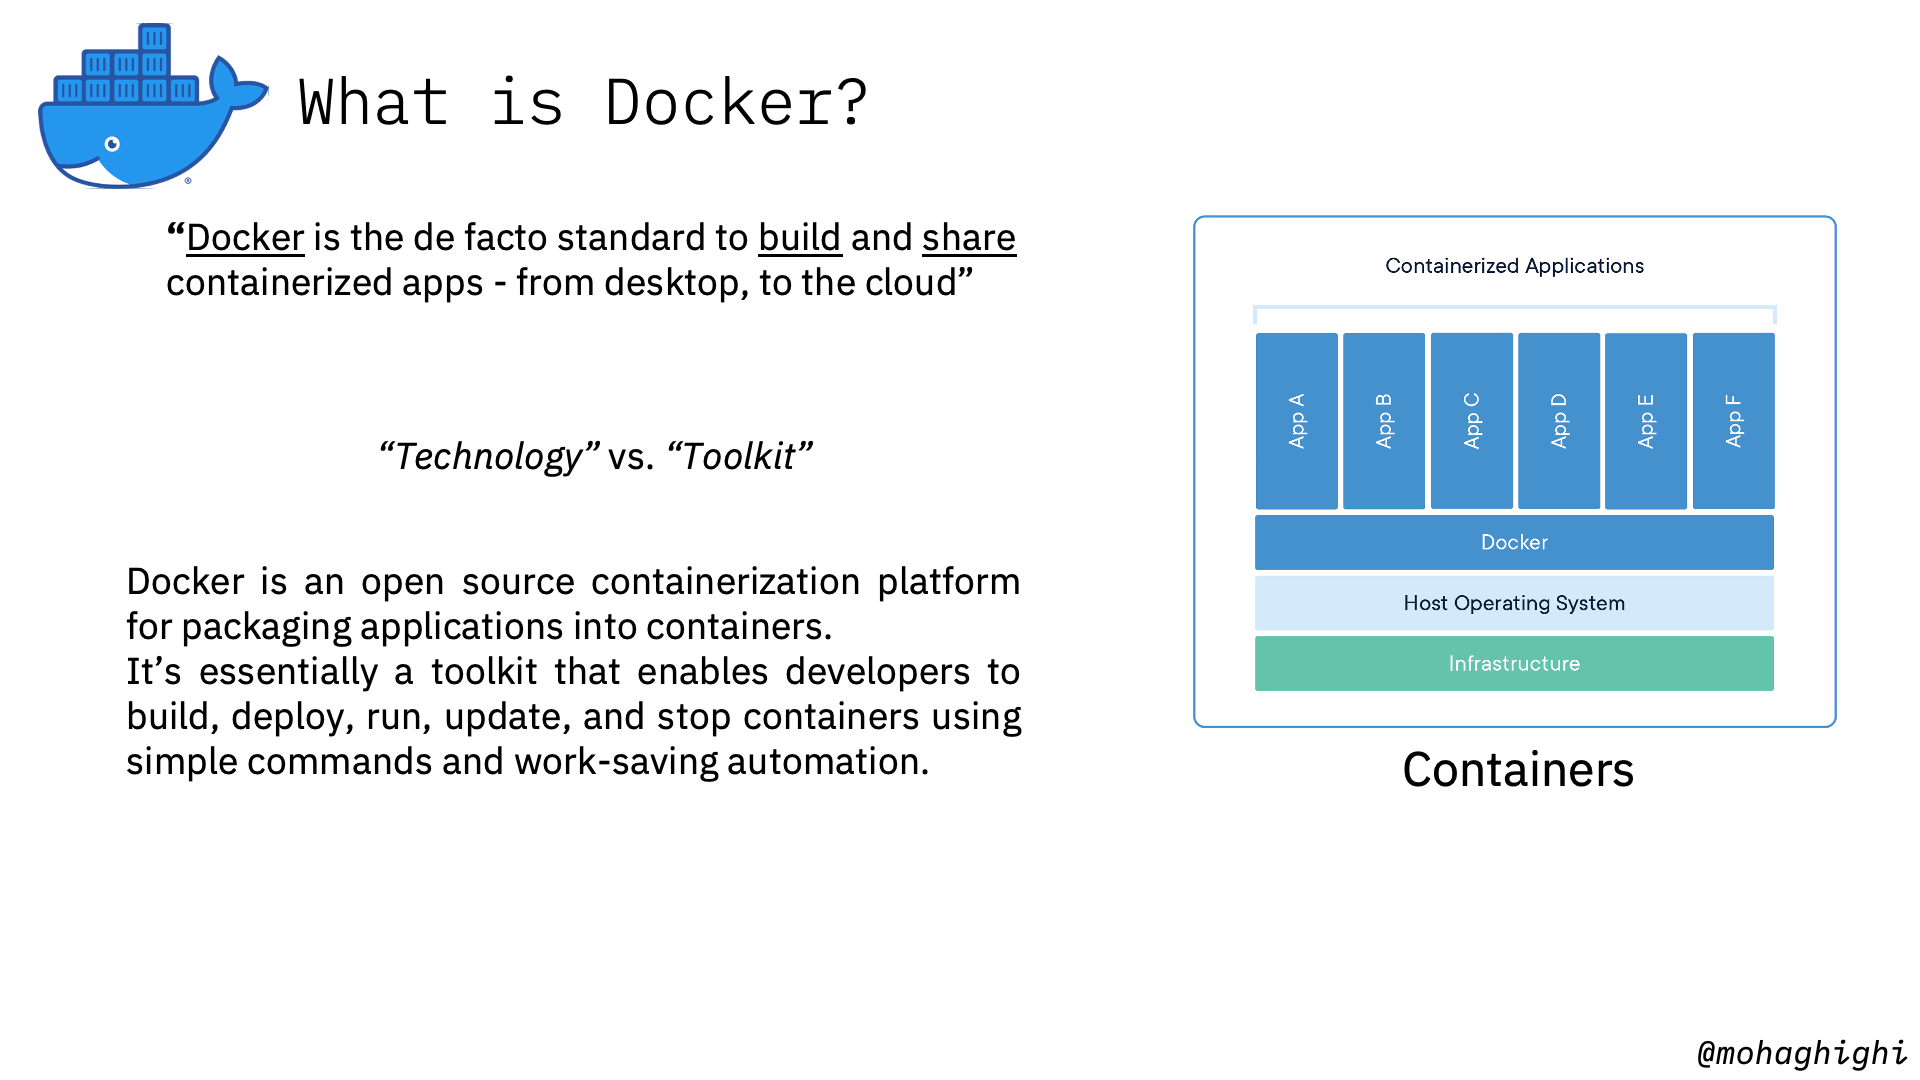 What is Docker?
“Docker is the de facto standard to build and share
containerized apps - from desktop, to the cloud”
“Technology” vs. “Toolkit”
Docker is an open source containerization platform
for packaging applications into containers.
It’s essentially a toolkit that enables developers to
build, deploy, run, update, and stop containers using
simple commands and work-saving automation.
Containerized Applications
App A
App B
App C
App D
App E
App F
Docker
Host Operating System
Infrastructure
Containers
@mohaghighi